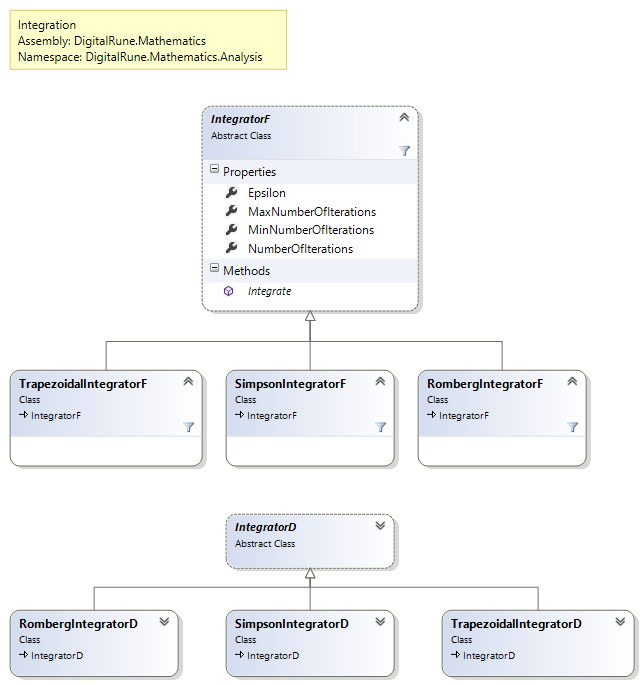 Integration
Assembly: DigitalRune.Mathematics
Namespace: DigitalRune.Mathematics.Analysis
IntegratorF
Abstract Class
Properties
Epsilon
MaxNumberOfIterations
MinNumberOfIterations
NumberOfIterations
Methods
Integrate
TrapezoidalIntegratorF
Class
IntegratorF
SimpsonIntegratorF
Class
IntegratorF
RombergIntegratorF
Class
IntegratorF
IntegratorD
Abstract Class
RombergIntegratorD
Class
IntegratorD
SimpsonIntegratorD
Class
IntegratorD
TrapezoidalIntegratorD
Class
IntegratorD